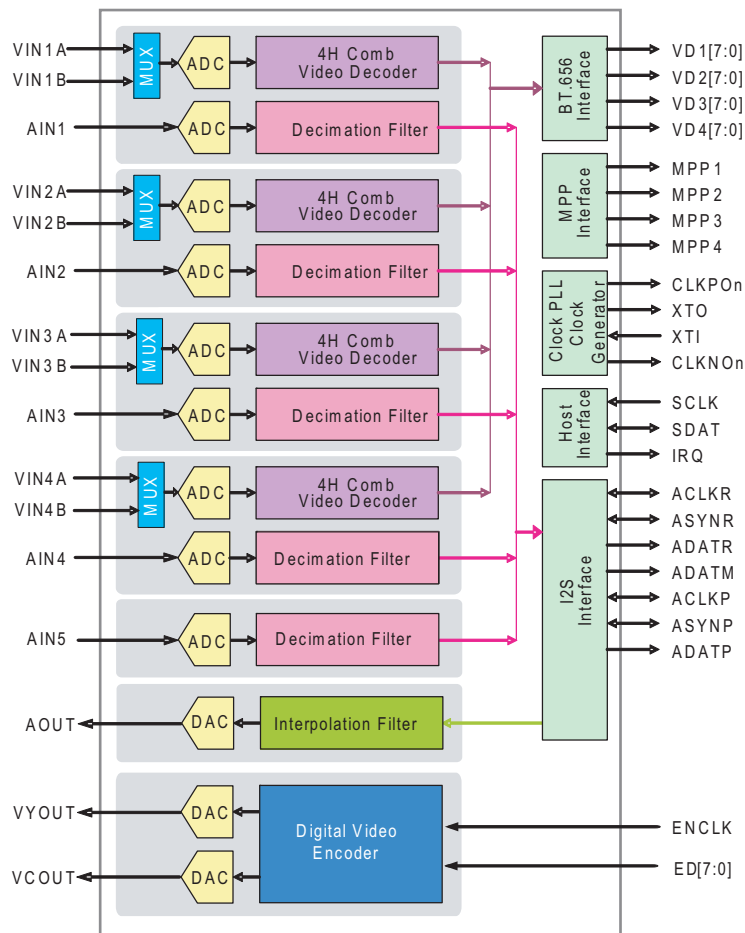 VIN1A
VIN1B
MUX
ADC
4H Comb
Video Decoder
AIN1
ADC
Decimation Filter
VIN2A
VIN2B
MUX
ADC
4H Comb
Video Decoder
AIN2
ADC
Decimation Filter
VIN3A
VIN3B
MUX
ADC
4H Comb
Video Decoder
AIN3
ADC
Decimation Filter
VIN4A
VIN4B
MUX
ADC
4H Comb
Video Decoder
AIN4
ADC
Decimation Filter
AIN5
ADC
Decimation Filter
AOUT
DAC
Interpolation Filter
VYOUT
DAC
VCOUT
DAC
Digital Video
Encoder
BT.656
Interface
VD1[7:0]
VD2[7:0]
VD3[7:0]
VD4[7:0]
MPP
Interface
MPP1
MPP2
MPP3
MPP4
Clock PLL
Clock
Generator
CLKPOn
XTO
XTI
CLKNOn
Host
Interface
SCLK
SDAT
IRQ
I2S
Interface
ACLKR
ASYNR
ADATR
ADATM
ACLKP
ASYNP
ADATP
ENCLK
ED[7:0]